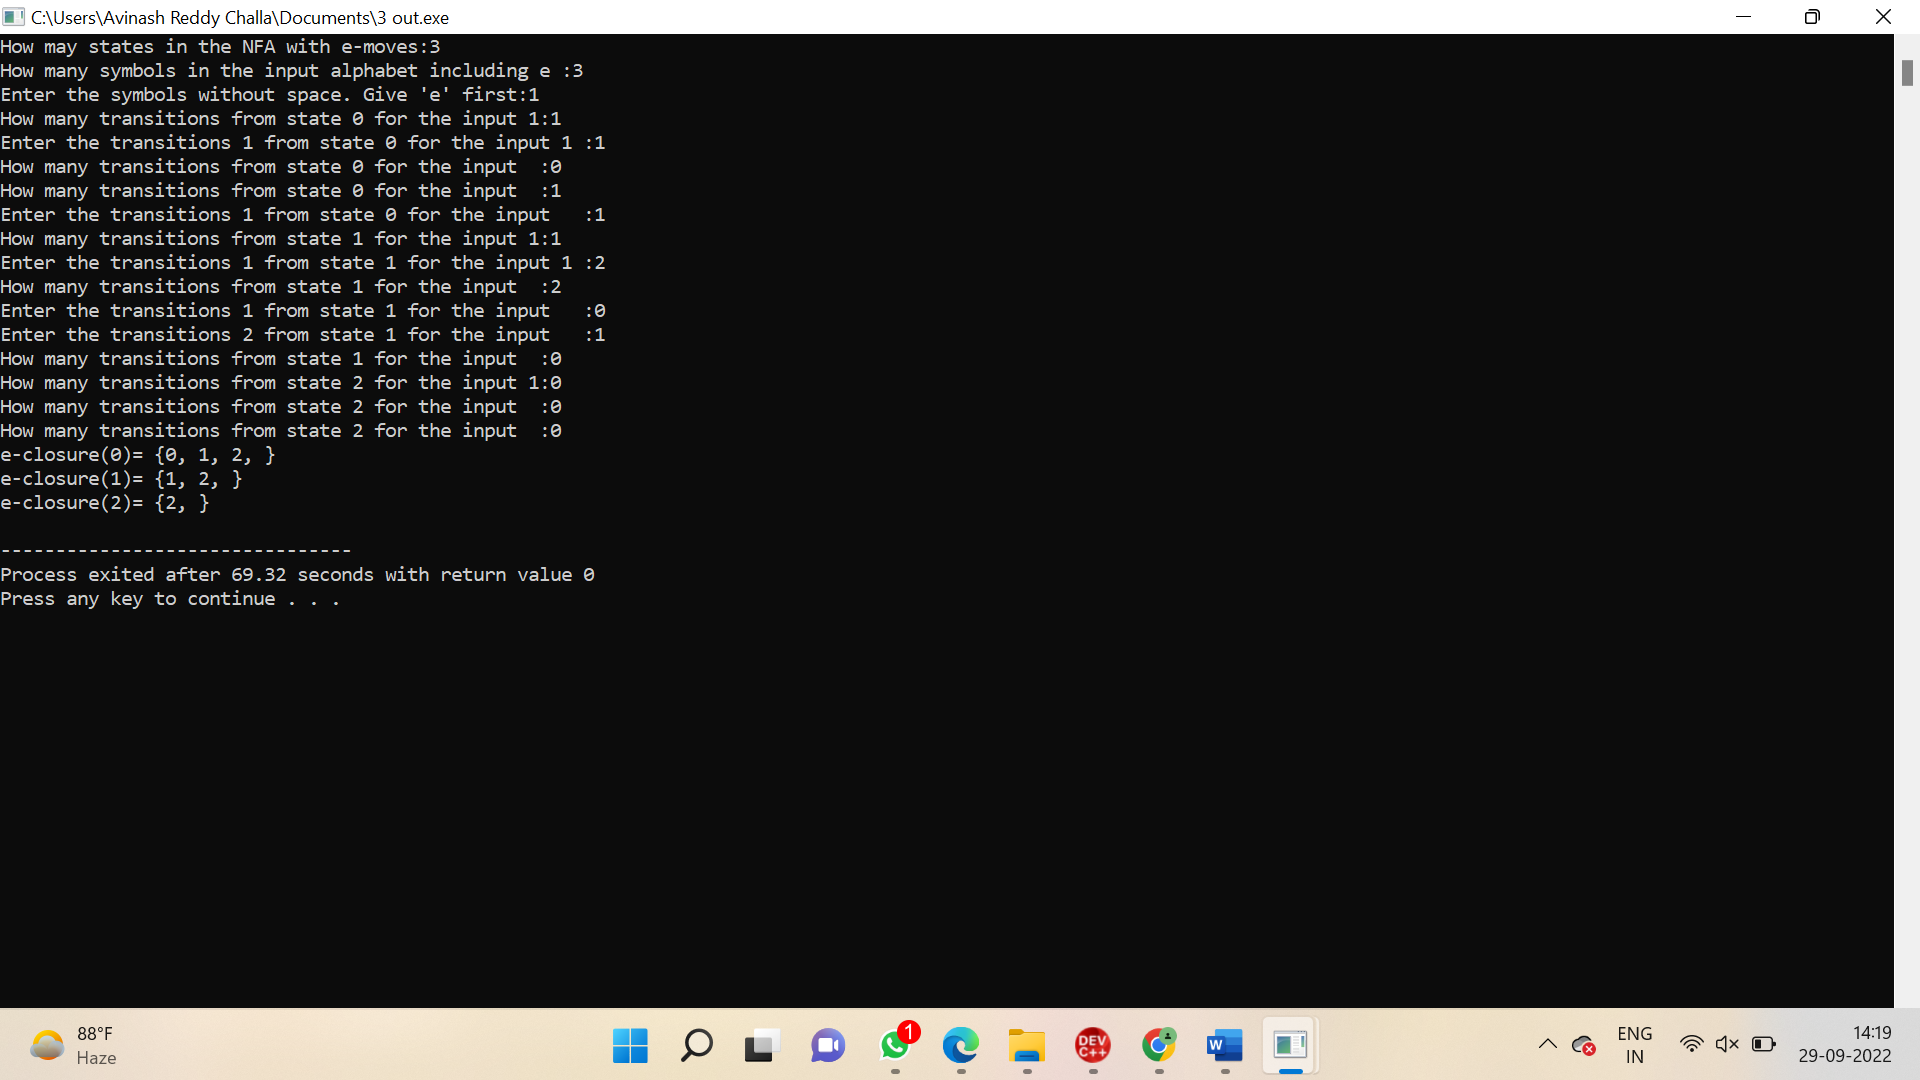 C:\Users\Avinash Reddy Challa\Documents\3 out.exe
How may states in the NFA with e-moves:3
How many symbols in the input alphabet including e :3
Enter the symbols without space. Give 'e' first:1
How many transitions from state 0 for the input 1:1
Enter the transitions 1 from state 0 for the input 1 :1
How many transitions from state 0 for the input  :0
How many transitions from state 0 for the input  :1
Enter the transitions 1 from state 0 for the input   :1
How many transitions from state 1 for the input 1:1
Enter the transitions 1 from state 1 for the input 1 :2
How many transitions from state 1 for the input  :2
Enter the transitions 1 from state 1 for the input   :0
Enter the transitions 2 from state 1 for the input   :1
How many transitions from state 1 for the input  :0
How many transitions from state 2 for the input 1:0
How many transitions from state 2 for the input  :0
How many transitions from state 2 for the input  :0
e-closure(0)= {0, 1, 2, }
e-closure(1)= {1, 2, }
e-closure(2)= {2, }
--------------------------------
Process exited after 69.32 seconds with return value 0
Press any key to continue . . .
88°F
Haze
1
DEV
C++
W
ENG
IN
14:19
29-09-2022